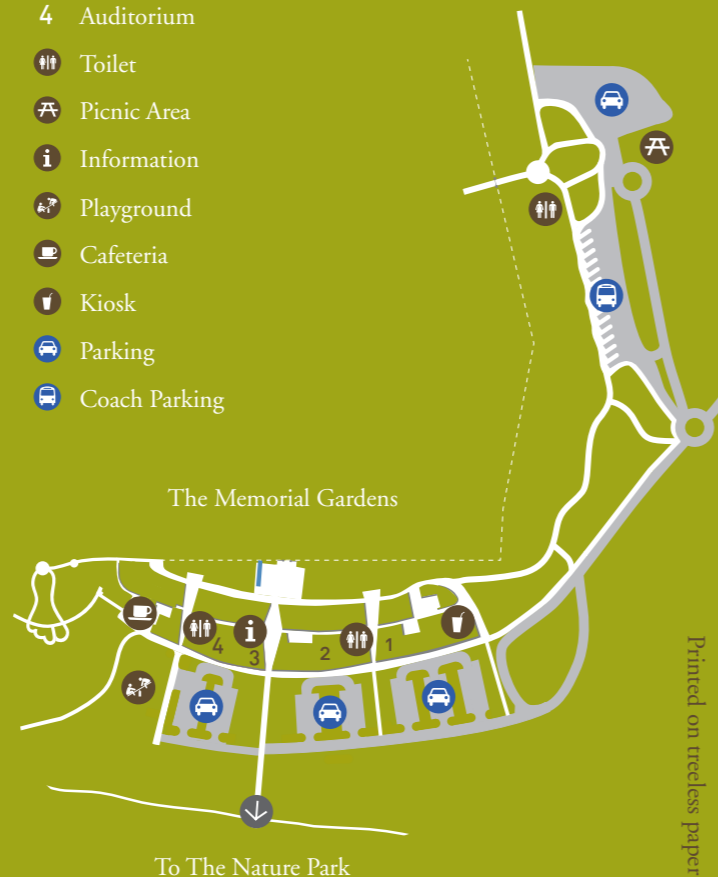 4 Auditorium
Toilet
Picnic Area
i Information
Playground
Cafeteria
Kiosk
Parking
Coach Parking
The Memorial Gardens
i
4
3
2
1
To The Nature Park
Printed on treeless paper